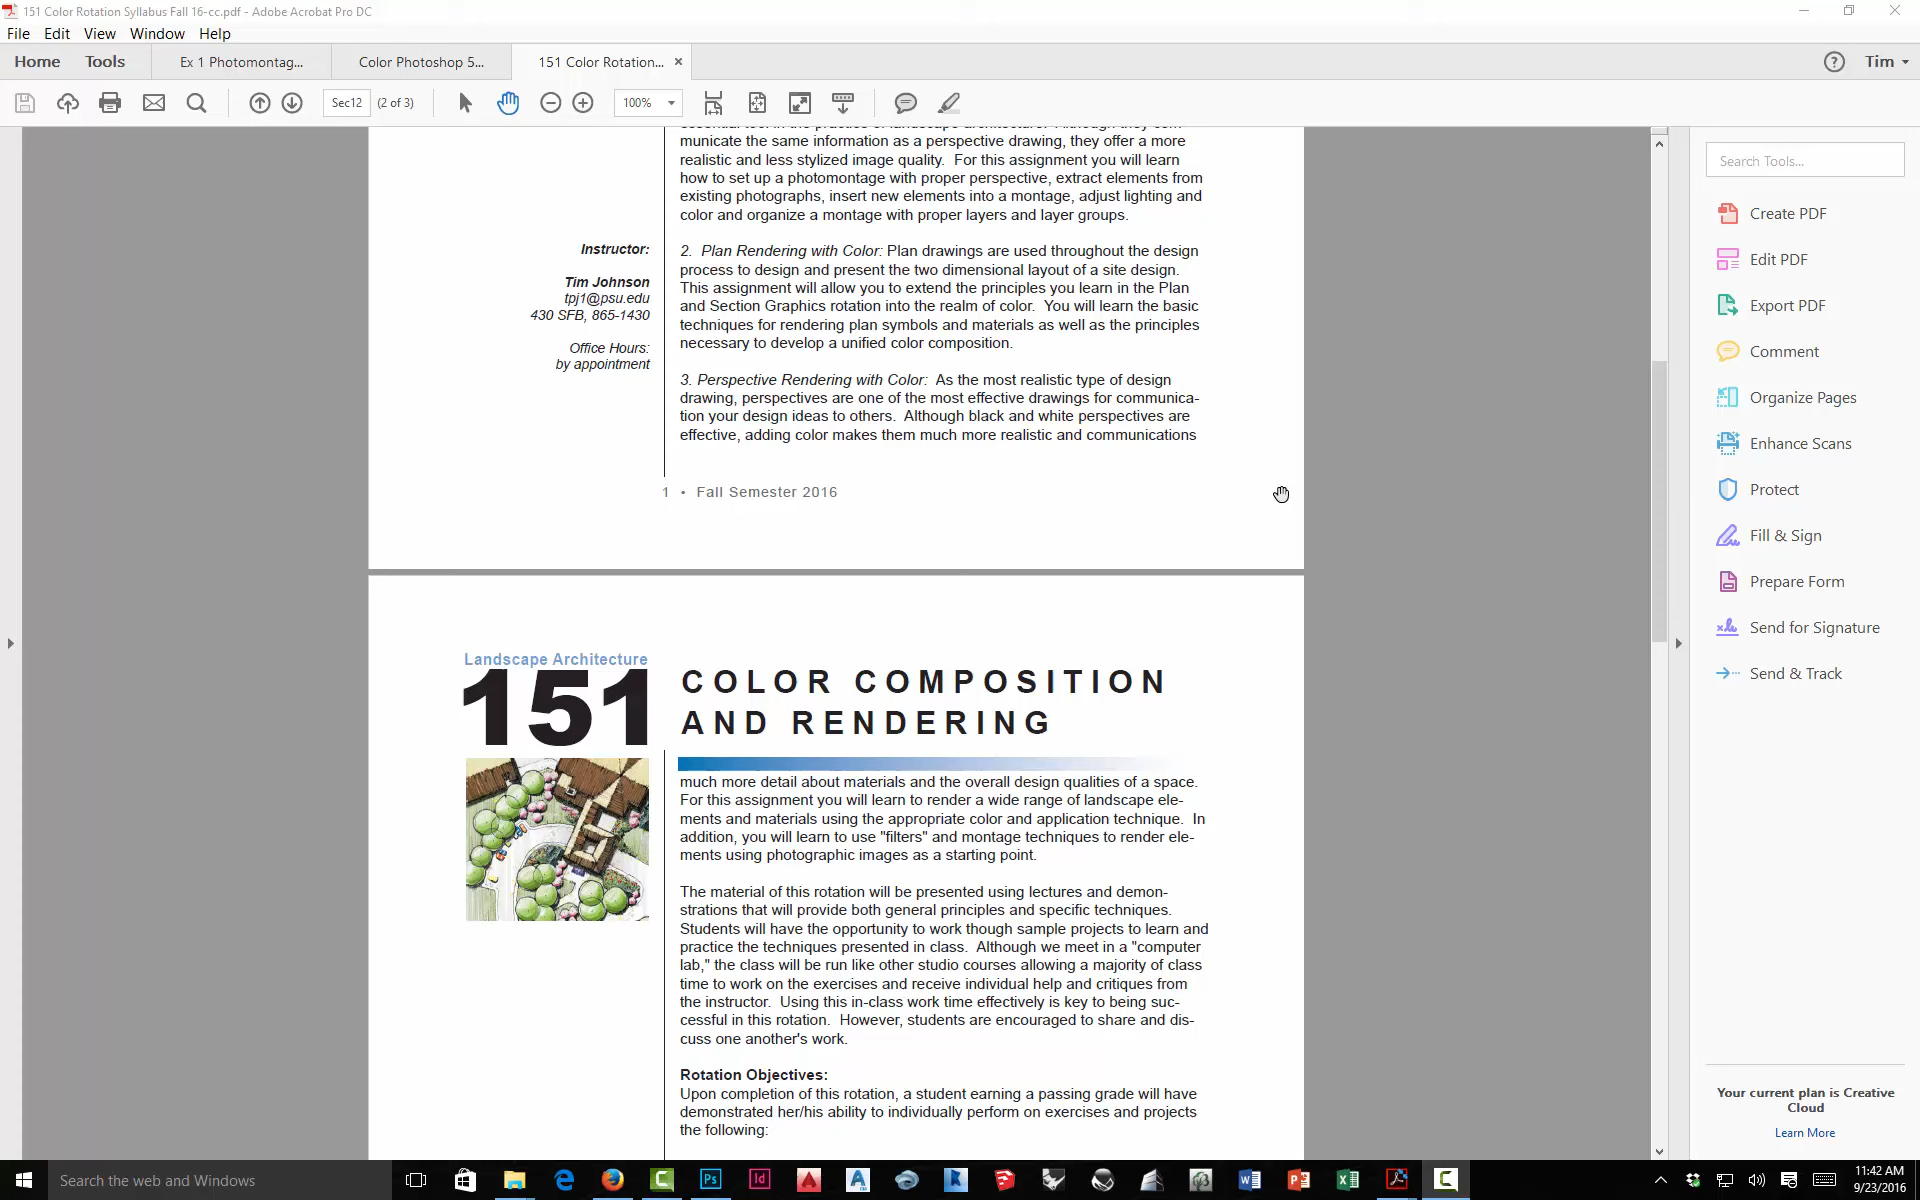 151 Color Rotation Syllabus Fall 16-cc.pdf - Adobe Acrobat Pro DC
File Edit View Window Help
Home Tools Ex 1 Photomontag... Color Photoshop 5... 151 Color Rotation... × ? Tim
Sec12 (2 of 3) 100%
municate the same information as a perspective drawing, they offer a more
realistic and less stylized image quality. For this assignment you will learn
how to set up a photomontage with proper perspective, extract elements from
existing photographs, insert new elements into a montage, adjust lighting and
color and organize a montage with proper layers and layer groups.
Instructor:
Tim Johnson
tpj1@psu.edu
430 SFB, 865-1430
Office Hours:
by appointment
2. Plan Rendering with Color: Plan drawings are used throughout the design
process to design and present the two dimensional layout of a site design.
This assignment will allow you to extend the principles you learn in the Plan
and Section Graphics rotation into the realm of color. You will learn the basic
techniques for rendering plan symbols and materials as well as the principles
necessary to develop a unified color composition.
3. Perspective Rendering with Color: As the most realistic type of design
drawing, perspectives are one of the most effective drawings for communica-
tion your design ideas to others. Although black and white perspectives are
effective, adding color makes them much more realistic and communications
1 • Fall Semester 2016
Landscape Architecture
151
COLOR COMPOSITION
AND RENDERING
much more detail about materials and the overall design qualities of a space.
For this assignment you will learn to render a wide range of landscape ele-
ments and materials using the appropriate color and application technique. In
addition, you will learn to use "filters" and montage techniques to render ele-
ments using photographic images as a starting point.
The material of this rotation will be presented using lectures and demon-
strations that will provide both general principles and specific techniques.
Students will have the opportunity to work though sample projects to learn and
practice the techniques presented in class. Although we meet in a "computer
lab," the class will be run like other studio courses allowing a majority of class
time to work on the exercises and receive individual help and critiques from
the instructor. Using this in-class work time effectively is key to being suc-
cessful in this rotation. However, students are encouraged to share and dis-
cuss one another's work.
Rotation Objectives:
Upon completion of this rotation, a student earning a passing grade will have
demonstrated her/his ability to individually perform on exercises and projects
the following:
Search Tools...
Create PDF
Edit PDF
Export PDF
Comment
Organize Pages
Enhance Scans
Protect
Fill & Sign
Prepare Form
Send for Signature
Send & Track
Your current plan is Creative
Cloud
Learn More
Search the web and Windows
11:42 AM
9/23/2016